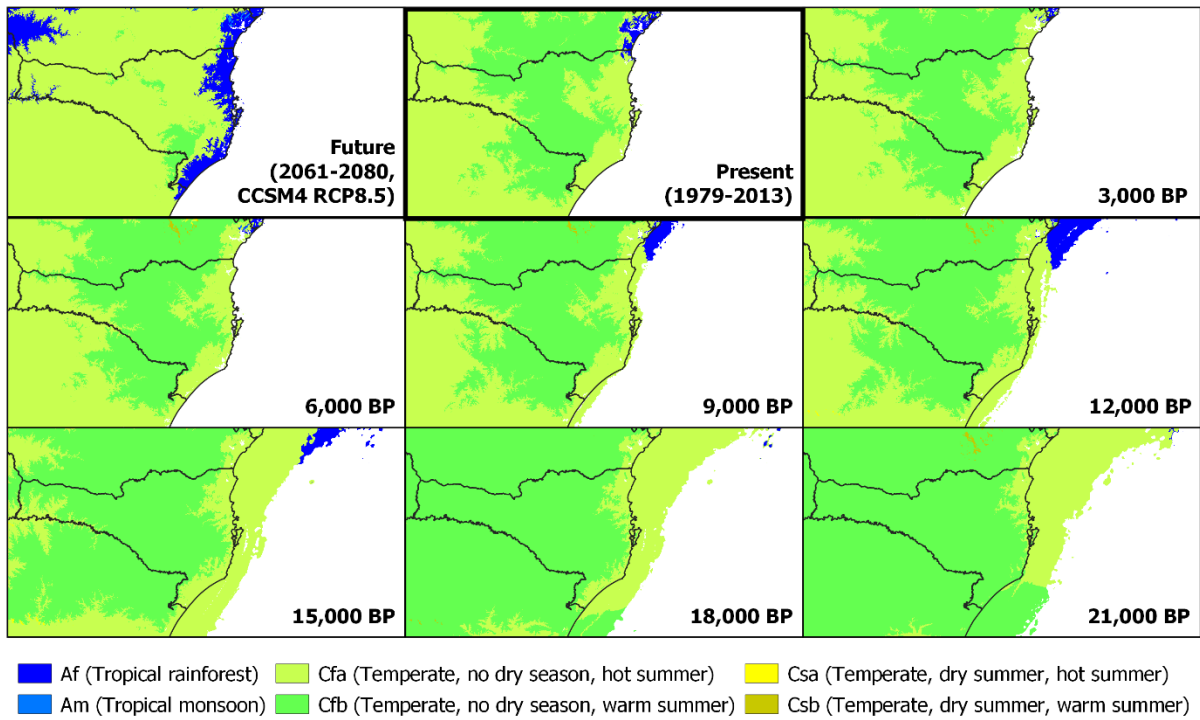 Future
(2061-2080,
CCSM4 RCP8.5)
Present
(1979-2013)
3,000 BP
6,000 BP
9,000 BP
12,000 BP
15,000 BP
18,000 BP
21,000 BP
Af (Tropical rainforest)
Cfa (Temperate, no dry season, hot summer)
Csa (Temperate, dry summer, hot summer)
Am (Tropical monsoon)
Cfb (Temperate, no dry season, warm summer)
Csb (Temperate, dry summer, warm summer)